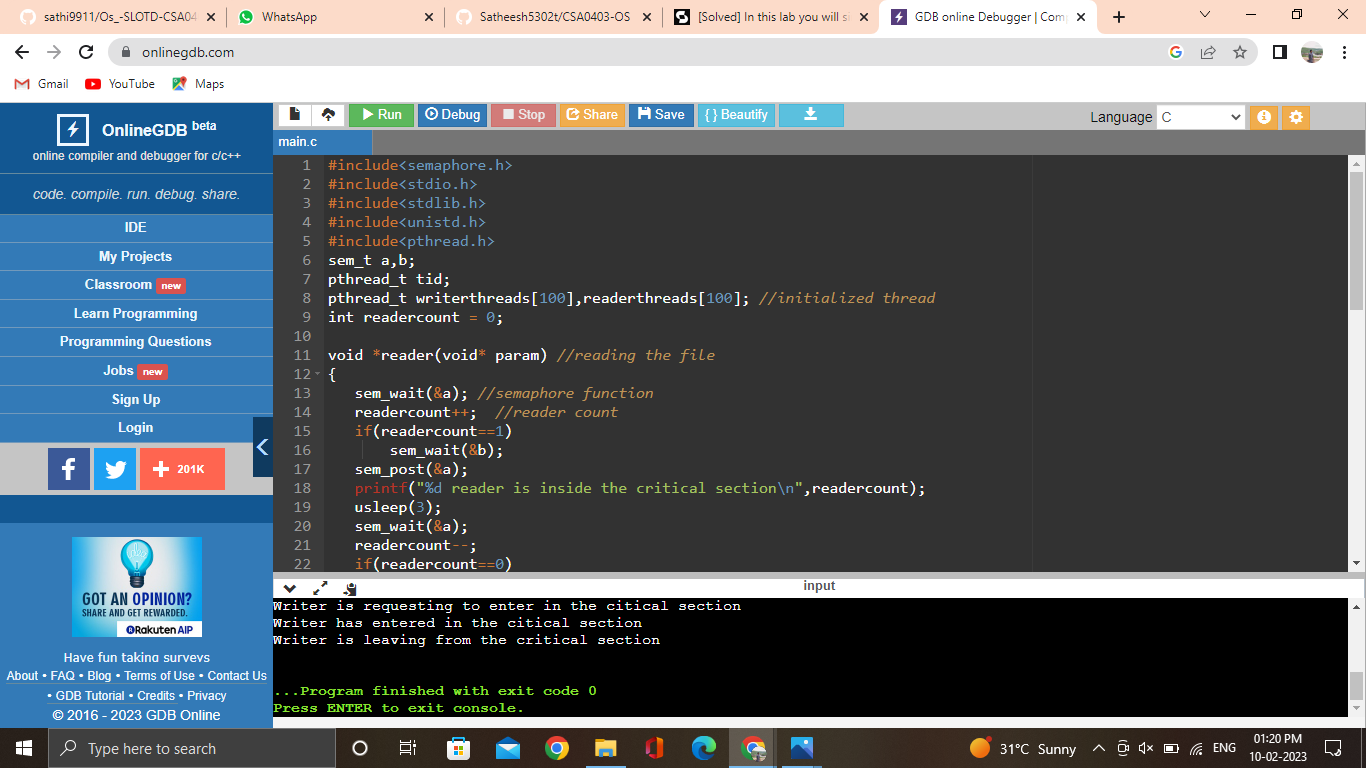 sathi9911/Os_-SLOTD-CSA04
WhatsApp
Satheesh5302t/CSA0403-OS
[Solved] In this lab you will si
GDB online Debugger | Com
onlinegdb.com
Gmail YouTube Maps
OnlineGDB beta
online compiler and debugger for c/c++
code. compile. run. debug. share.
IDE
My Projects
Classroom new
Learn Programming
Programming Questions
Jobs new
Sign Up
Login
f + 201K
GOT AN OPINION?
SHARE AND GET REWARDED.
Rakuten AIP
Have fun taking surveys
About • FAQ • Blog • Terms of Use • Contact Us
• GDB Tutorial • Credits • Privacy
© 2016 - 2023 GDB Online
Run Debug Stop Share Save { } Beautify
Language C
main.c
1 #include<semaphore.h>
2 #include<stdio.h>
3 #include<stdlib.h>
4 #include<unistd.h>
5 #include<pthread.h>
6 sem_t a,b;
7 pthread_t tid;
8 pthread_t writerthreads[100],readerthreads[100]; //initialized thread
9 int readercount = 0;
10
11 void *reader(void* param) //reading the file
12 {
13 sem_wait(&a); //semaphore function
14 readercount++; //reader count
15 if(readercount==1)
16 sem_wait(&b);
17 sem_post(&a);
18 printf("%d reader is inside the critical section\n",readercount);
19 usleep(3);
20 sem_wait(&a);
21 readercount--;
22 if(readercount==0)
input
Writer is requesting to enter in the citical section
Writer has entered in the citical section
Writer is leaving from the critical section
...Program finished with exit code 0
Press ENTER to exit console.
Type here to search
31°C Sunny
ENG
01:20 PM
10-02-2023